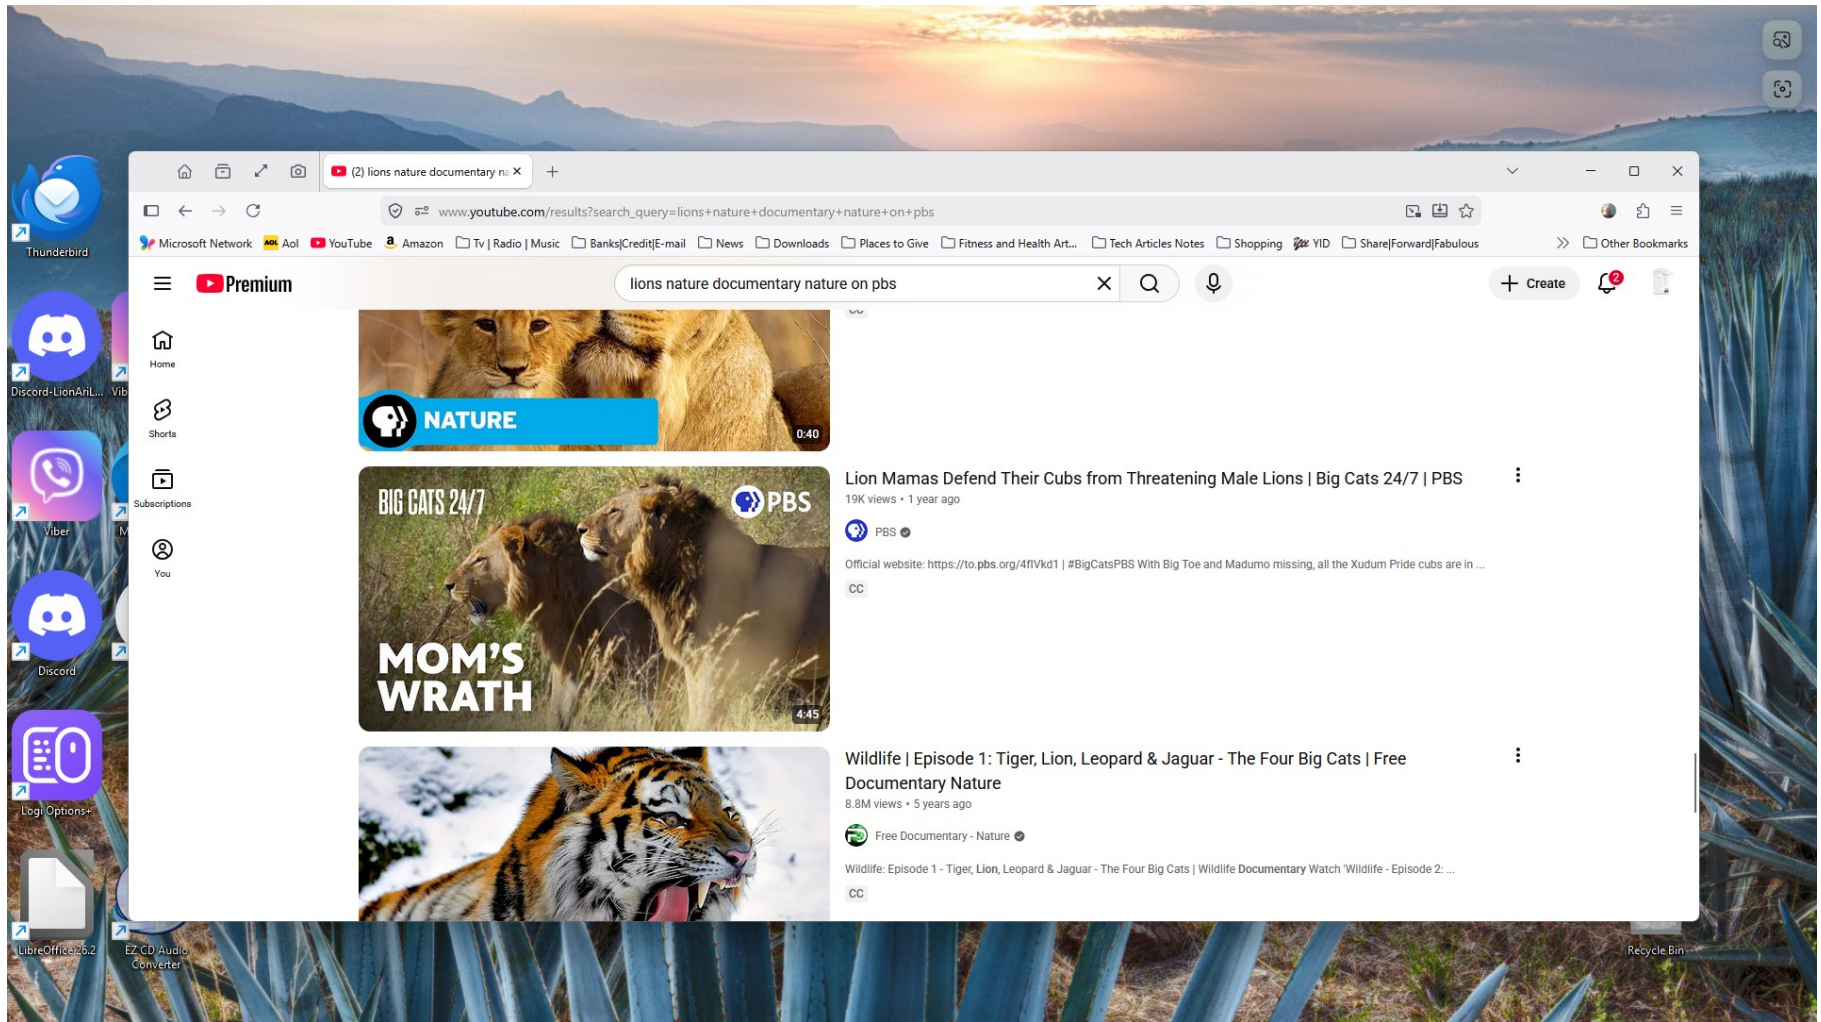 (2) lions nature documentary na
www.youtube.com/results?search_query=lions+nature+documentary+nature+on+pbs
Microsoft Network Aol YouTube Amazon Tv | Radio | Music Banks|Credit|E-mail News Downloads Places to Give Fitness and Health Art... Tech Articles Notes Shopping YID Share|Forward|Fabulous Other Bookmarks
Premium
lions nature documentary nature on pbs
Create
2
Home
Shorts
Subscriptions
You
NATURE
0:40
CC
BIG CATS 24/7
PBS
MOM'S
WRATH
4:45
Lion Mamas Defend Their Cubs from Threatening Male Lions | Big Cats 24/7 | PBS
19K views • 1 year ago
PBS
Official website: https://to.pbs.org/4flVkd1 | #BigCatsPBS With Big Toe and Madumo missing, all the Xudum Pride cubs are in ...
CC
Wildlife | Episode 1: Tiger, Lion, Leopard & Jaguar - The Four Big Cats | Free
Documentary Nature
8.8M views • 5 years ago
Free Documentary - Nature
Wildlife: Episode 1 - Tiger, Lion, Leopard & Jaguar - The Four Big Cats | Wildlife Documentary Watch 'Wildlife - Episode 2: ...
CC
Thunderbird
Discord-LionAriL... Vib
Viber M
Discord
Logi Options+
LibreOffice 26.2
EZ CD Audio
Converter
Recycle Bin